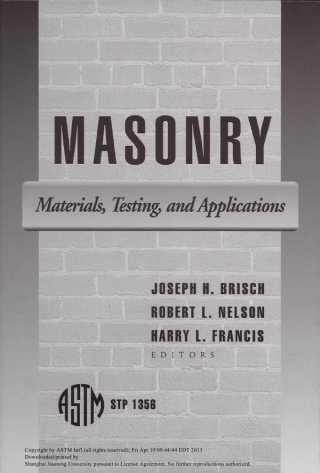 MASONRY
Materials, Testing, and Applications
JOSEPH H. BRISCH
ROBERT L. NELSON
HARRY L. FRANCIS
EDITORS
ASTM STP 1356
Copyright by ASTM Int'l (all rights reserved); Fri Apr 19 09:44:44 EDT 2013
Downloaded/printed by
Shanghai Jiaotong University pursuant to License Agreement. No further reproductions authorized.